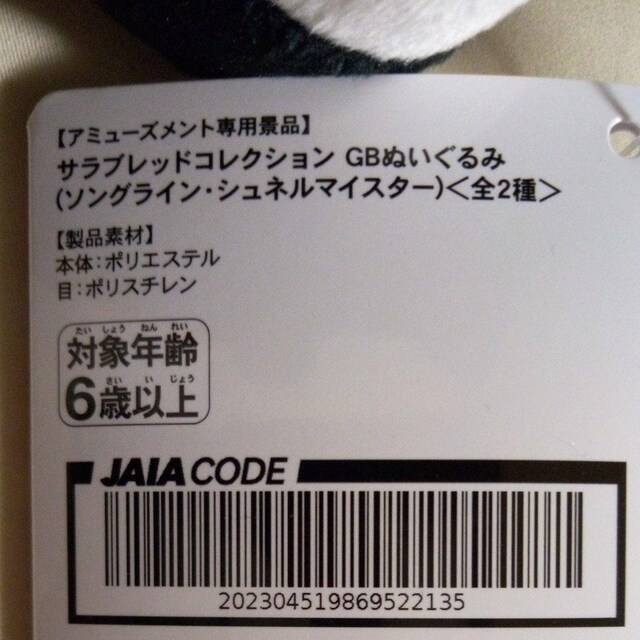 【アミューズメント専用景品】
サラブレッドコレクション GBぬいぐるみ
(ソングライン・シュネルマイスター)＜全2種＞
【製品素材】
本体：ポリエステル
目：ポリスチレン
たいしょうねんれい
対象年齢
さいいじょう
6歳以上
JAIA CODE
202304519869522135